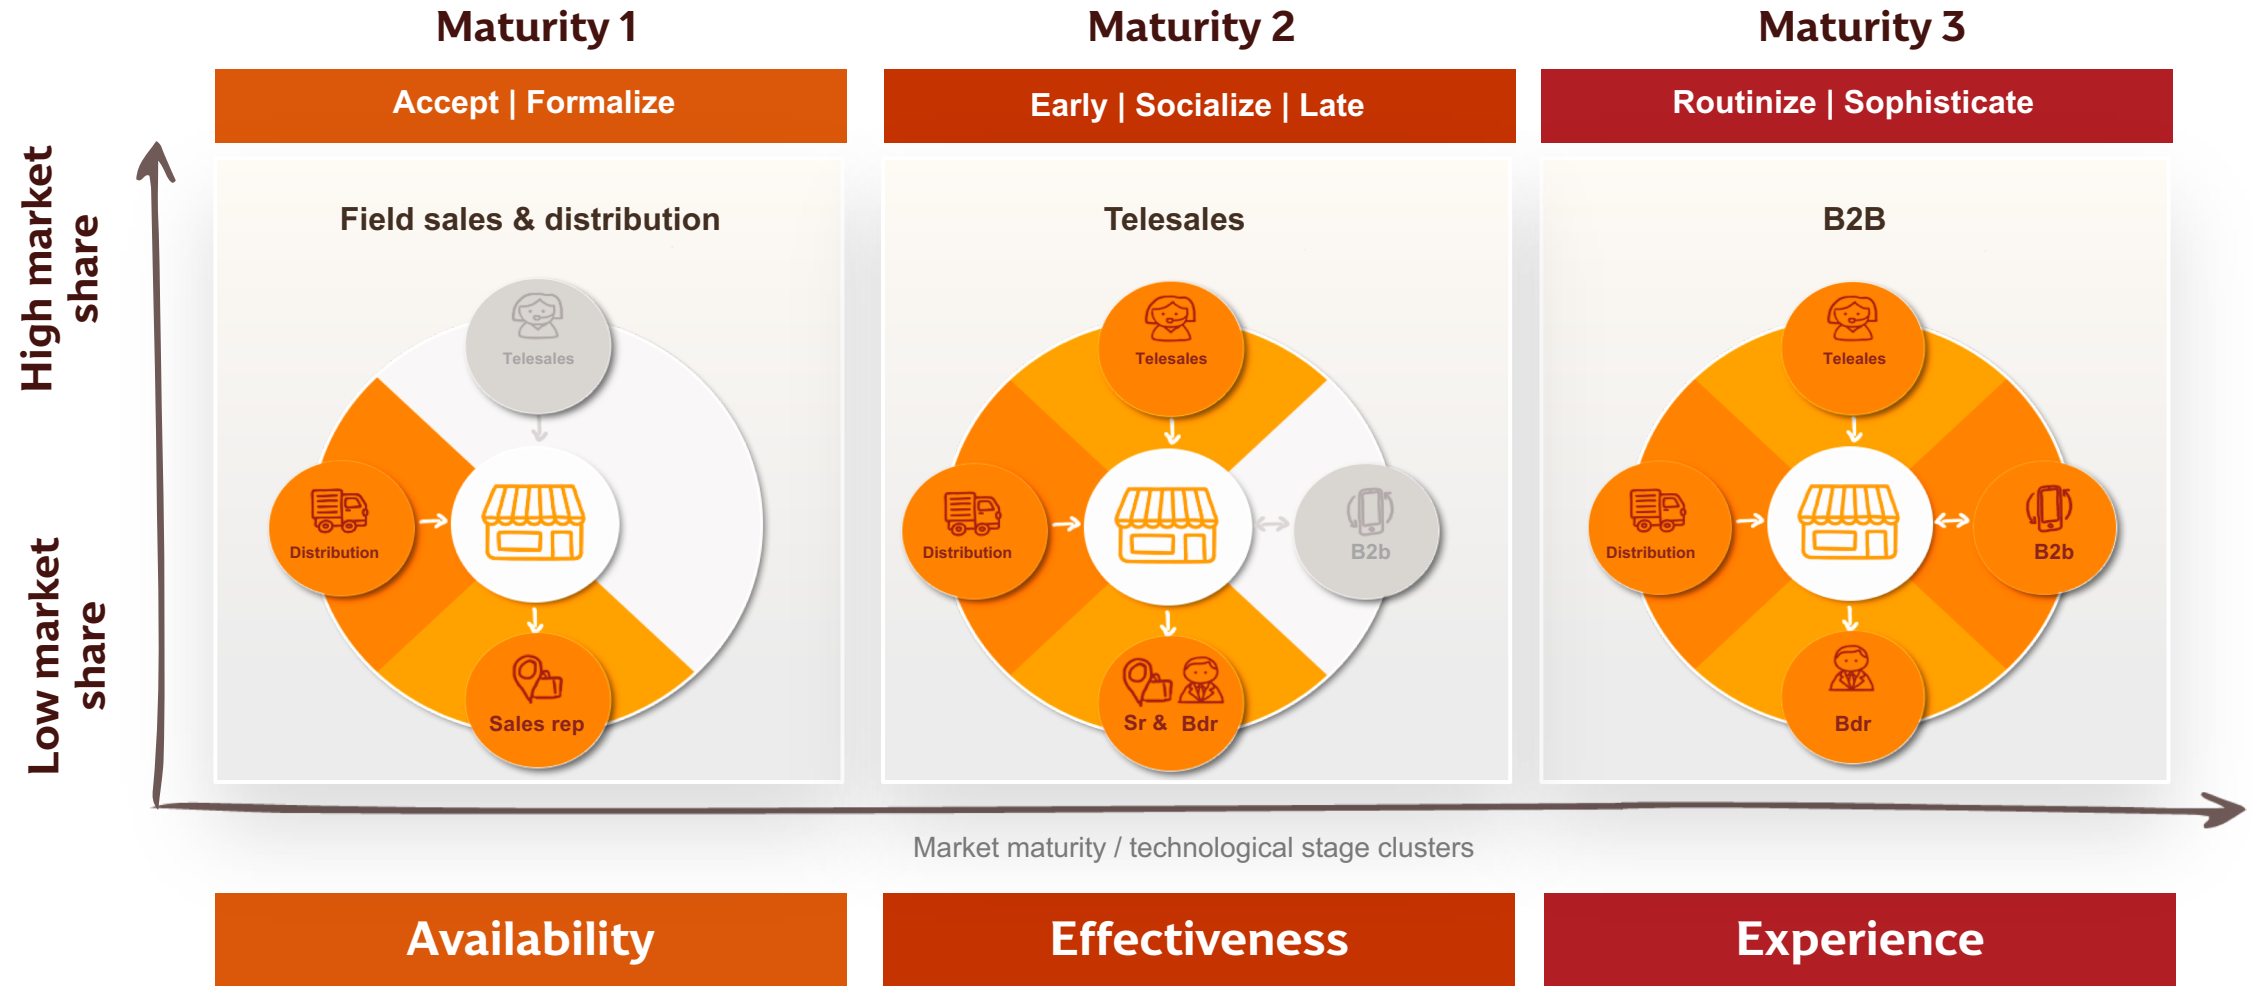 Maturity 1
Maturity 2
Maturity 3
Accept | Formalize
Early | Socialize | Late
Routinize | Sophisticate
High market
share
Low market
share
Field sales & distribution
Telesales
Distribution
Sales rep
Telesales
Telesales
Distribution
B2b
Sr & Bdr
B2B
Teleales
Distribution
B2b
Bdr
Market maturity / technological stage clusters
Availability
Effectiveness
Experience